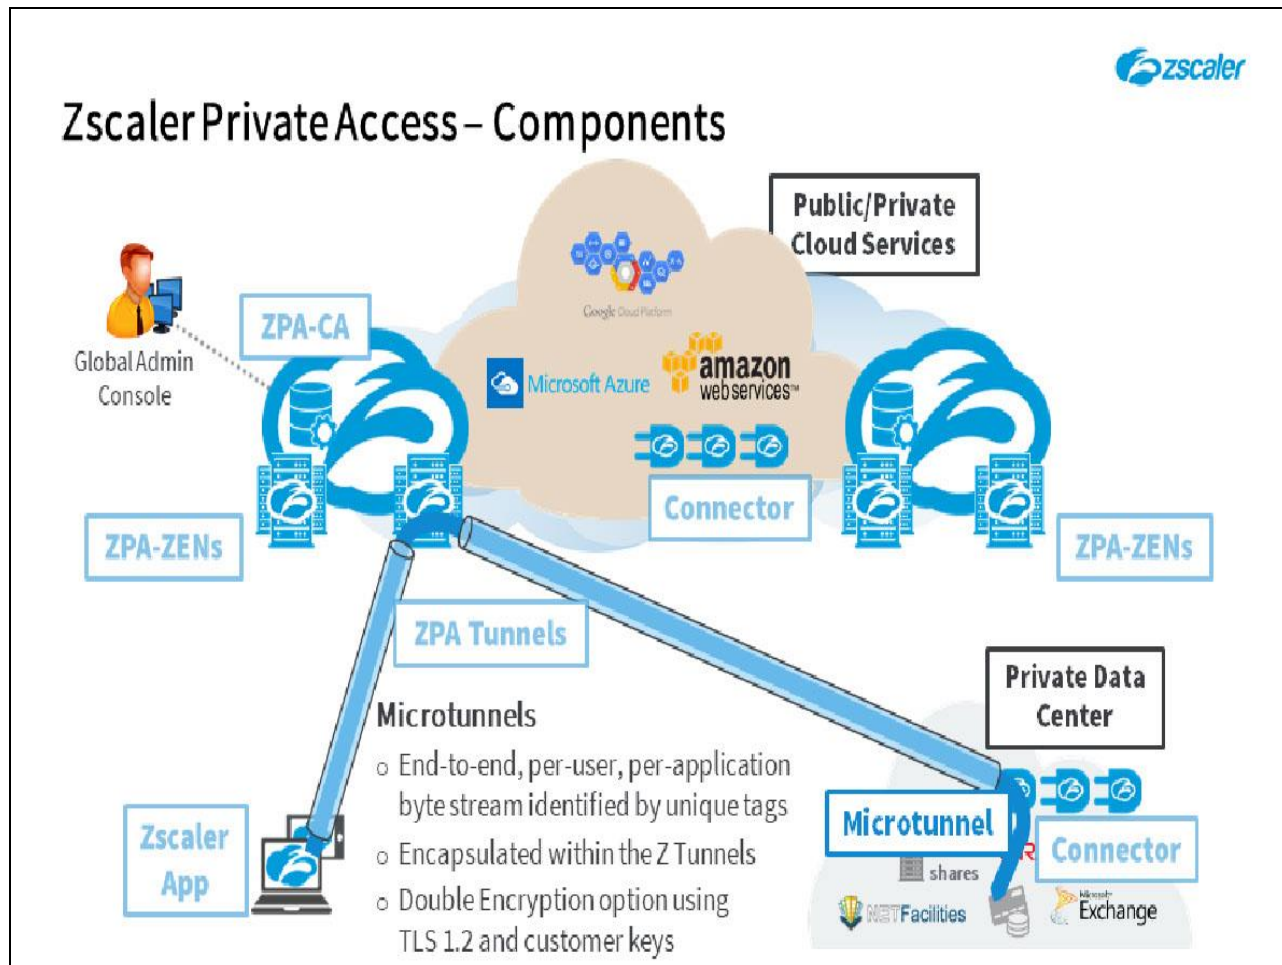 zscaler
Zscaler Private Access – Components
Public/Private
Cloud Services
Google Cloud Platform
ZPA-CA
Global Admin
Console
Microsoft Azure
amazon
webservices™
Connector
ZPA-ZENs
ZPA-ZENs
ZPA Tunnels
Private Data
Center
Microtunnels
o End-to-end, per-user, per-application
byte stream identified by unique tags
o Encapsulated within the Z Tunnels
o Double Encryption option using
TLS 1.2 and customer keys
Zscaler
App
Microtunnel
Connector
R
shares
NETFacilities
Microsoft
Exchange